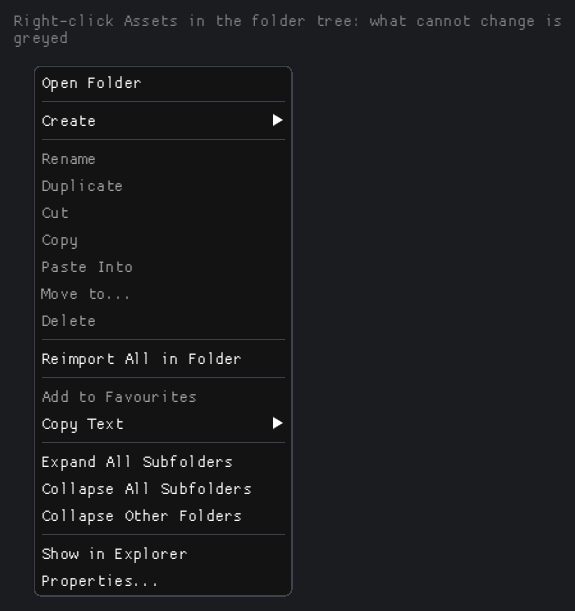 Right-click Assets in the folder tree: what cannot change is
greyed
Open Folder
Create
Rename
Duplicate
Cut
Copy
Paste Into
Move to...
Delete
Reimport All in Folder
Add to Favourites
Copy Text
Expand All Subfolders
Collapse All Subfolders
Collapse Other Folders
Show in Explorer
Properties...